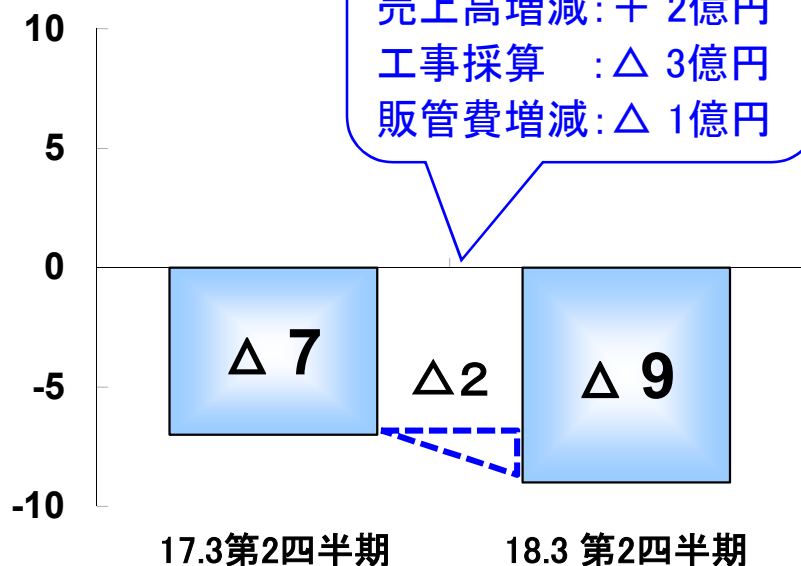 売上高増減:+ 2億円
工事採算 :△ 3億円
販管費増減:△ 1億円
10
5
0
-5
-10
△ 7
△2
△ 9
17.3第2四半期
18.3 第2四半期